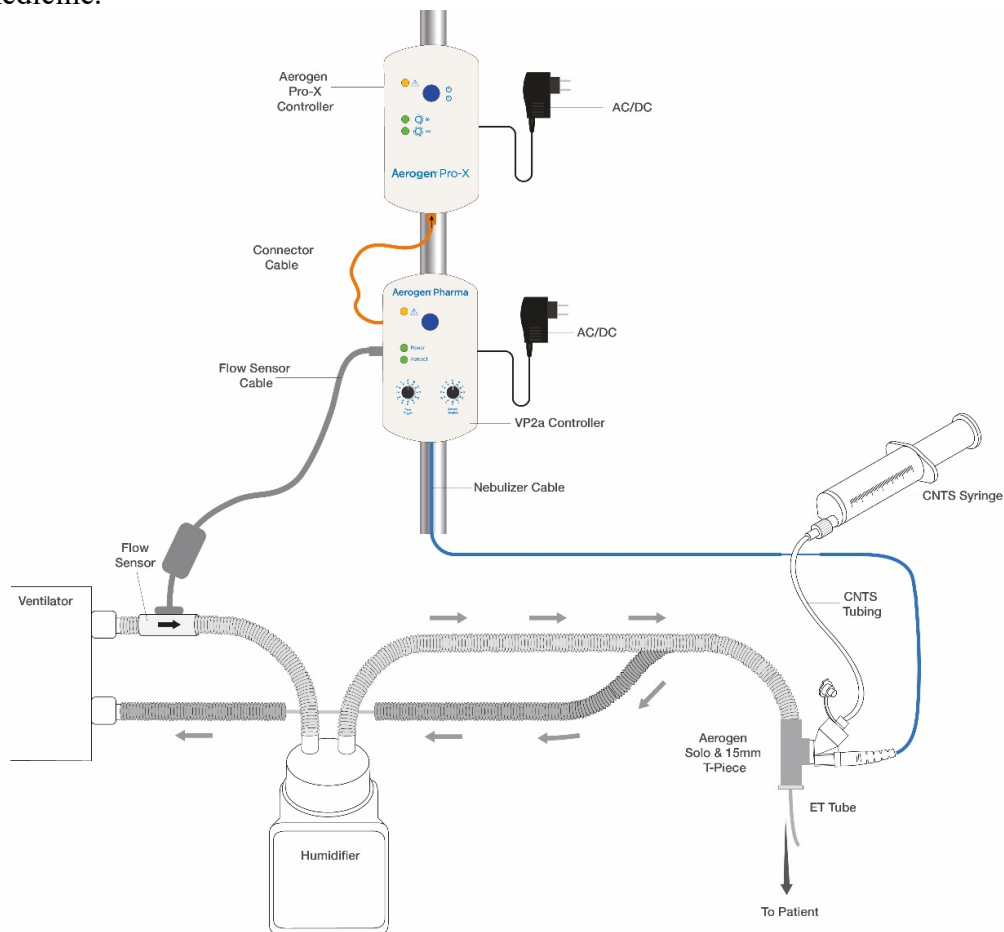 medicine.
Aerogen
Pro-X
Controller
AC/DC
Aerogen Pro-X
Connector
Cable
Aerogen Pharma
AC/DC
Power
Aerosol
Flow Sensor
Cable
VP2a Controller
Nebulizer Cable
CNTS Syringe
Flow
Sensor
CNTS
Tubing
Ventilator
Aerogen
Solo & 15mm
T-Piece
ET Tube
Humidifier
To Patient